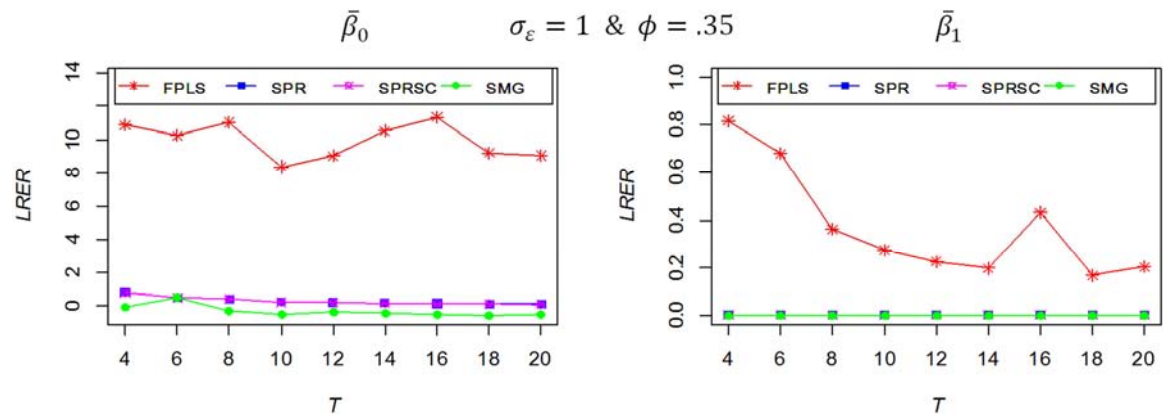 β̄₀ σ_ε = 1 & ϕ = .35 β̄₁
FPLS SPR SPRSC SMG
14
10
8
6
4
2
0
LRER
4 6 8 10 12 14 16 18 20
T
FPLS SPR SPRSC SMG
1.0
0.8
0.6
0.4
0.2
0.0
LRER
4 6 8 10 12 14 16 18 20
T